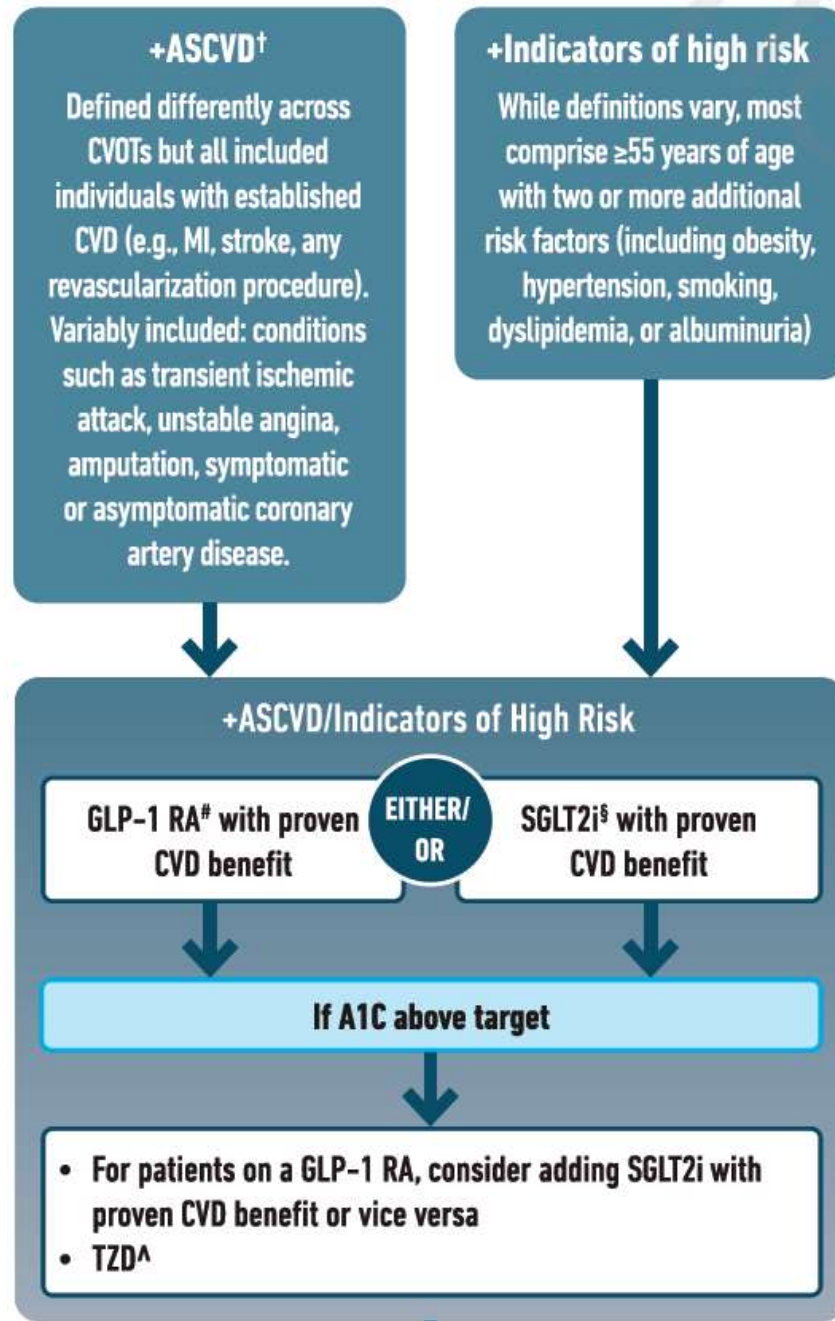 +ASCVD†
Defined differently across
CVOTs but all included
individuals with established
CVD (e.g., MI, stroke, any
revascularization procedure).
Variably included: conditions
such as transient ischemic
attack, unstable angina,
amputation, symptomatic
or asymptomatic coronary
artery disease.
+Indicators of high risk
While definitions vary, most
comprise ≥55 years of age
with two or more additional
risk factors (including obesity,
hypertension, smoking,
dyslipidemia, or albuminuria)
+ASCVD/Indicators of High Risk
GLP-1 RA# with proven
CVD benefit
EITHER/
OR
SGLT2i§ with proven
CVD benefit
If A1C above target
• For patients on a GLP-1 RA, consider adding SGLT2i with
proven CVD benefit or vice versa
• TZD^